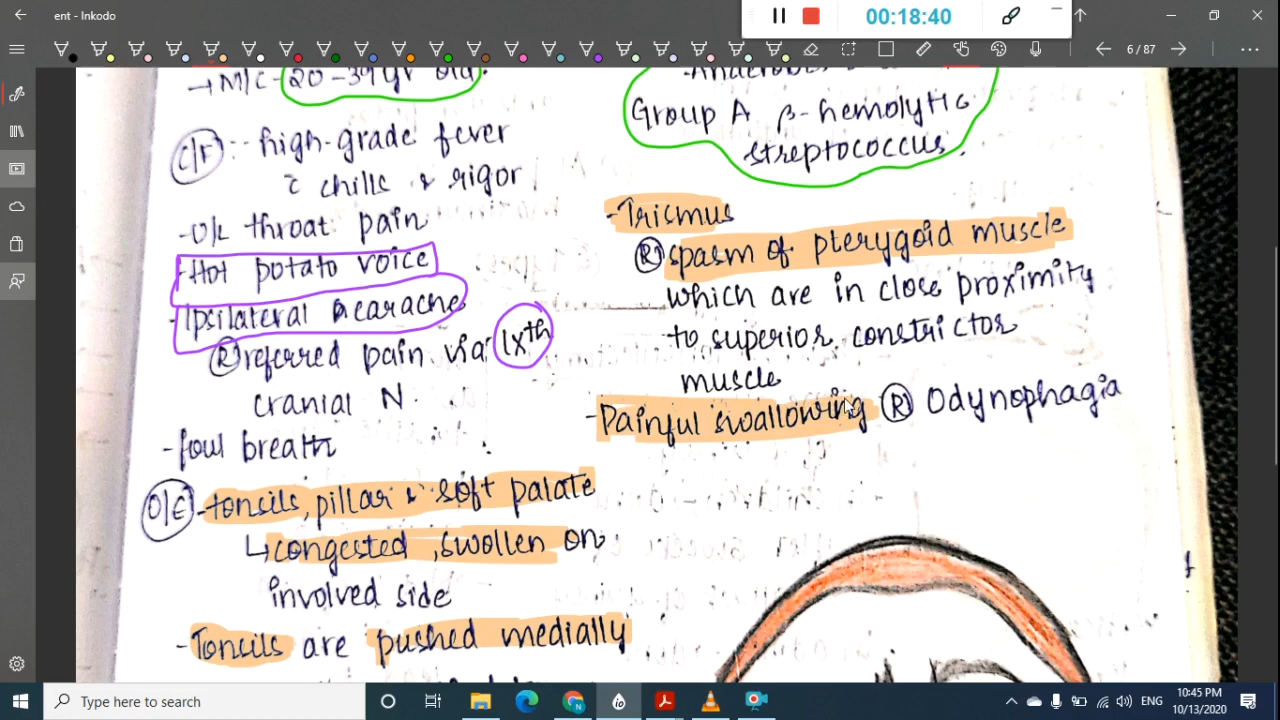 ent - Inkodo
00:18:40
6 / 87
→ M/C - 20-39 yr old.
C/F :- high-grade fever
c̄ chills & rigor
- U/L throat pain
- Hot potato voice
- Ipsilateral earache
(R) referred pain via IXth
cranial N.
- foul breath
O/E - tonsils, pillar & soft palate
↳ congested, swollen on
involved side
- Tonsils are pushed medially
Group A β-hemolytic
streptococcus.
- Trismus
(R) spasm of pterygoid muscle
which are in close proximity
to superior constrictor
muscle
- Painful swallowing (R) Odynophagia
Type here to search
ENG
10:45 PM
10/13/2020